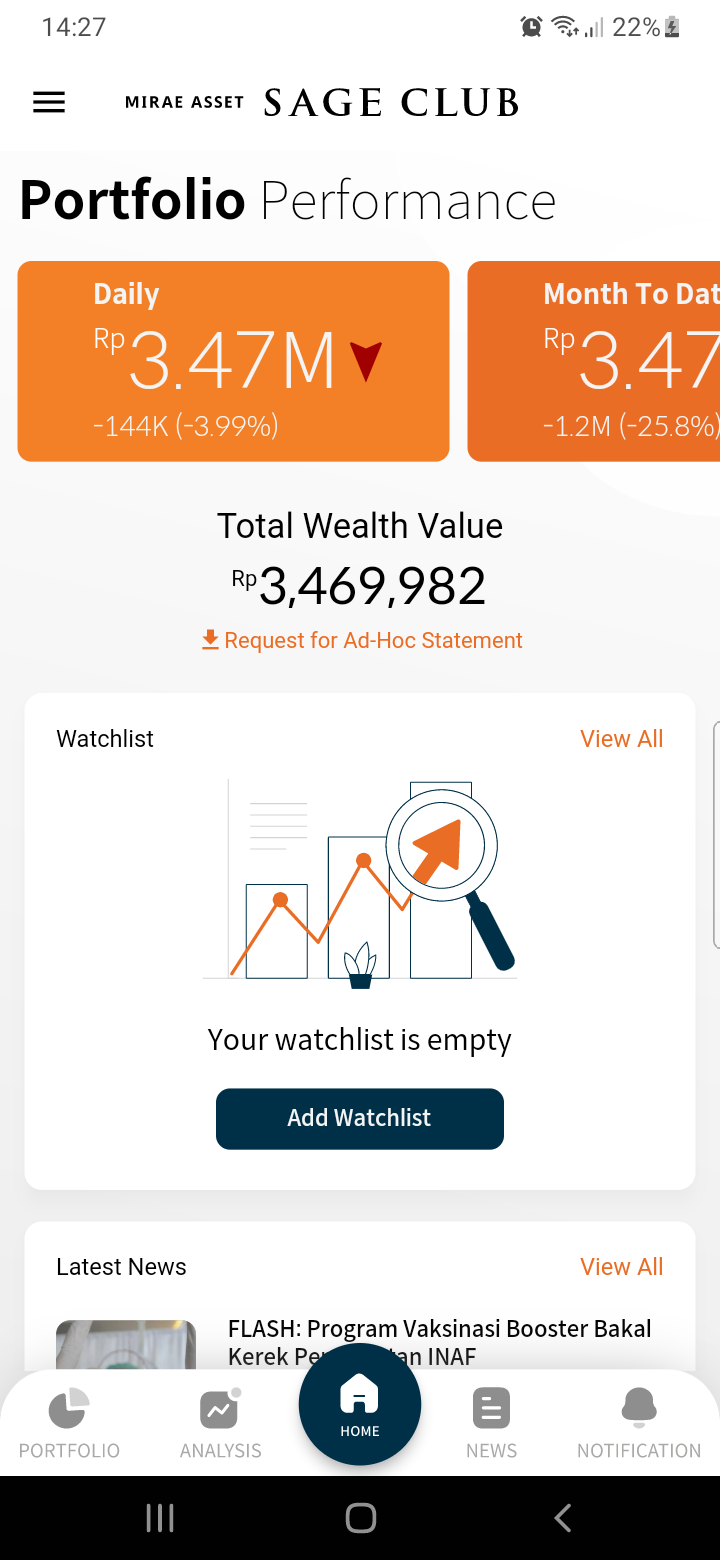 14:27
22%
MIRAE ASSET SAGE CLUB
Portfolio Performance
Daily
Rp 3.47M
-144K (-3.99%)
Month To Dat
Rp 3.47
-1.2M (-25.8%)
Total Wealth Value
Rp 3,469,982
Request for Ad-Hoc Statement
Watchlist
View All
Your watchlist is empty
Add Watchlist
Latest News
View All
FLASH: Program Vaksinasi Booster Bakal
Kerek INAF
PORTFOLIO
ANALYSIS
HOME
NEWS
NOTIFICATION